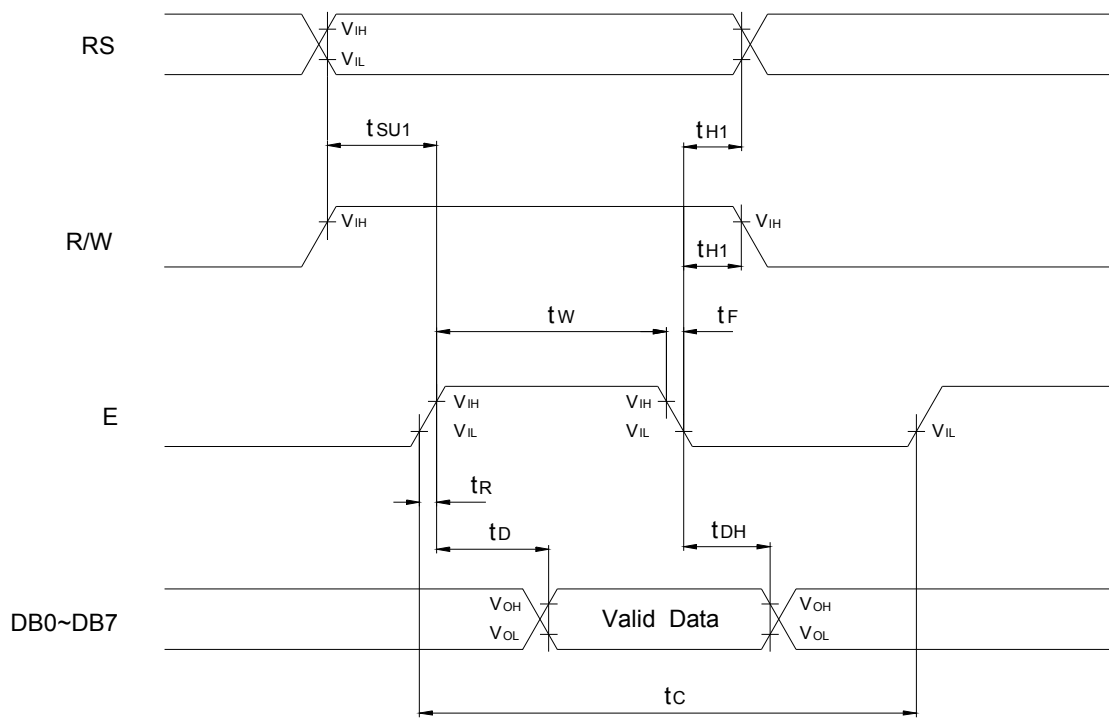 RS
VIH
VIL
tSU1
tH1
R/W
VIH
VIH
tH1
tW
tF
E
VIH
VIH
VIL
VIL
VIL
tR
tD
tDH
DB0~DB7
VOH
Valid Data
VOH
VOL
VOL
tC